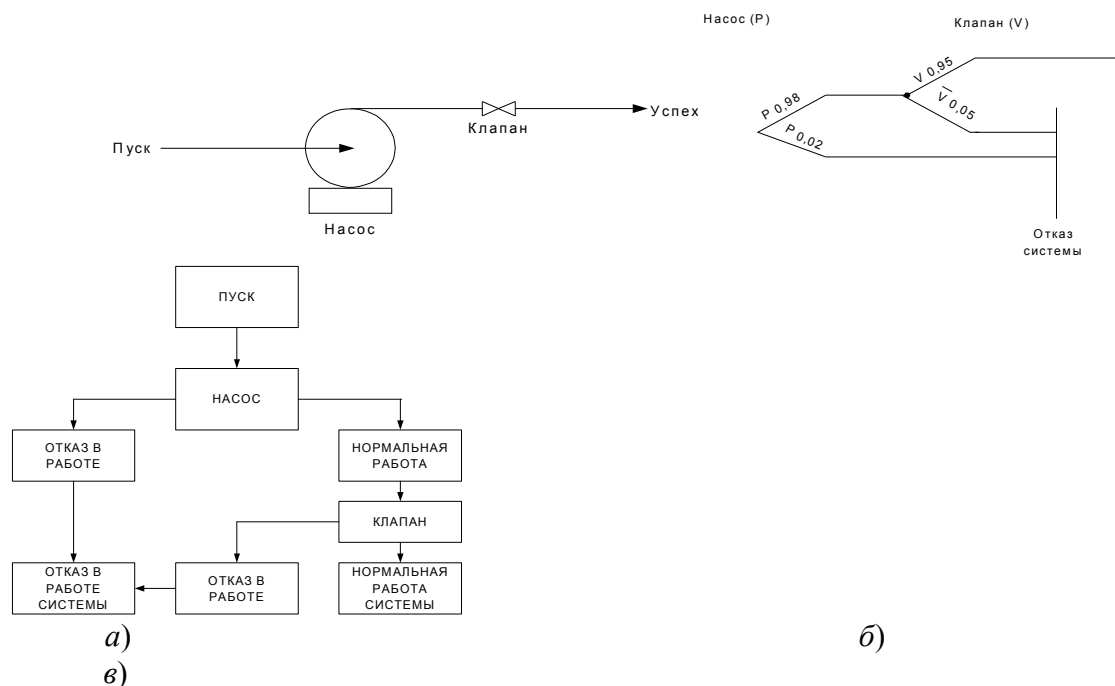 Насос (P)
Клапан (V)
V 0,95
V 0,05
P 0,98
P 0,02
Успех
Клапан
Пуск
Насос
Отказ
системы
ПУСК
НАСОС
ОТКАЗ В
РАБОТЕ
НОРМАЛЬНАЯ
РАБОТА
КЛАПАН
ОТКАЗ В
РАБОТЕ
СИСТЕМЫ
ОТКАЗ В
РАБОТЕ
НОРМАЛЬНАЯ
РАБОТА
СИСТЕМЫ
а)
б)
в)